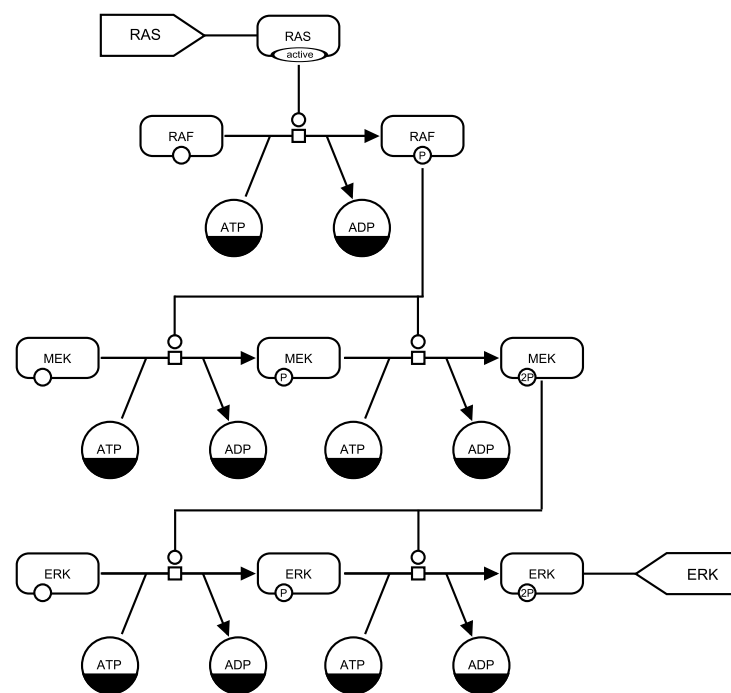 RAS
RAS
active
RAF
RAF
P
ATP
ADP
MEK
MEK
P
MEK
2P
ATP
ADP
ATP
ADP
ERK
ERK
P
ERK
2P
ERK
ATP
ADP
ATP
ADP